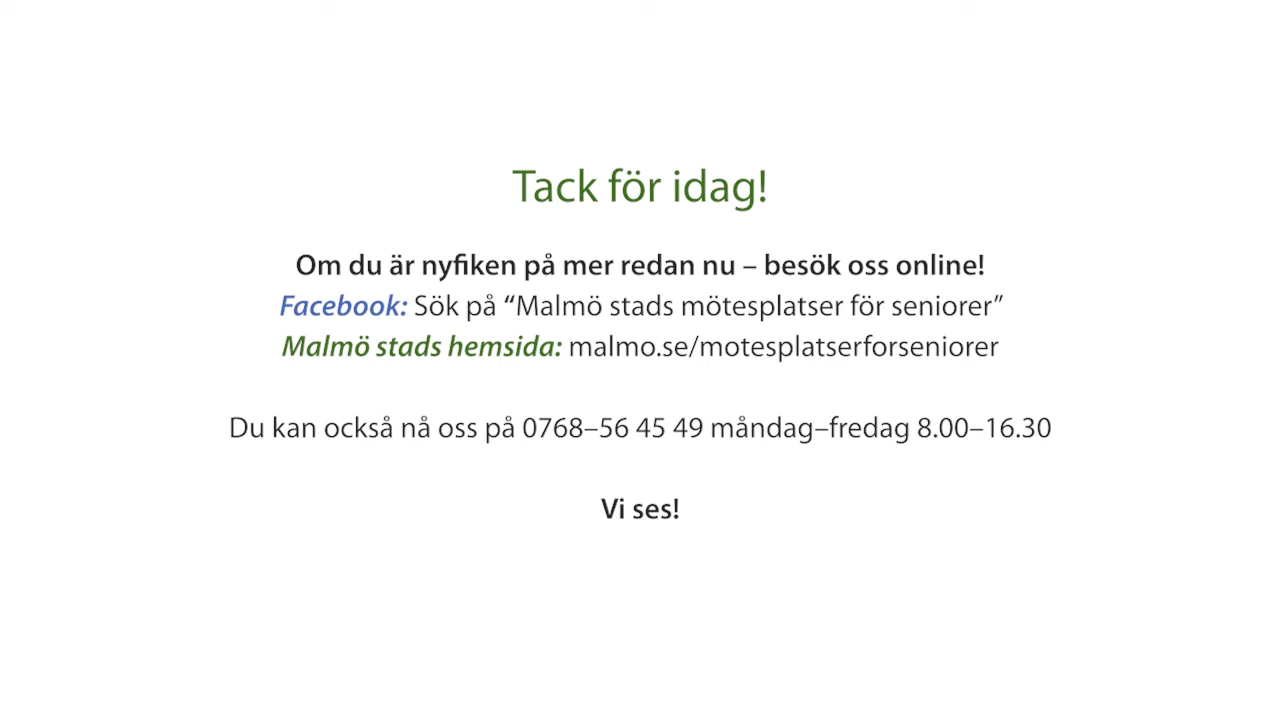 Tack för idag!
Om du är nyfiken på mer redan nu – besök oss online!
Facebook: Sök på “Malmö stads mötesplatser för seniorer”
Malmö stads hemsida: malmo.se/motesplatserforseniorer
Du kan också nå oss på 0768–56 45 49 måndag–fredag 8.00–16.30
Vi ses!